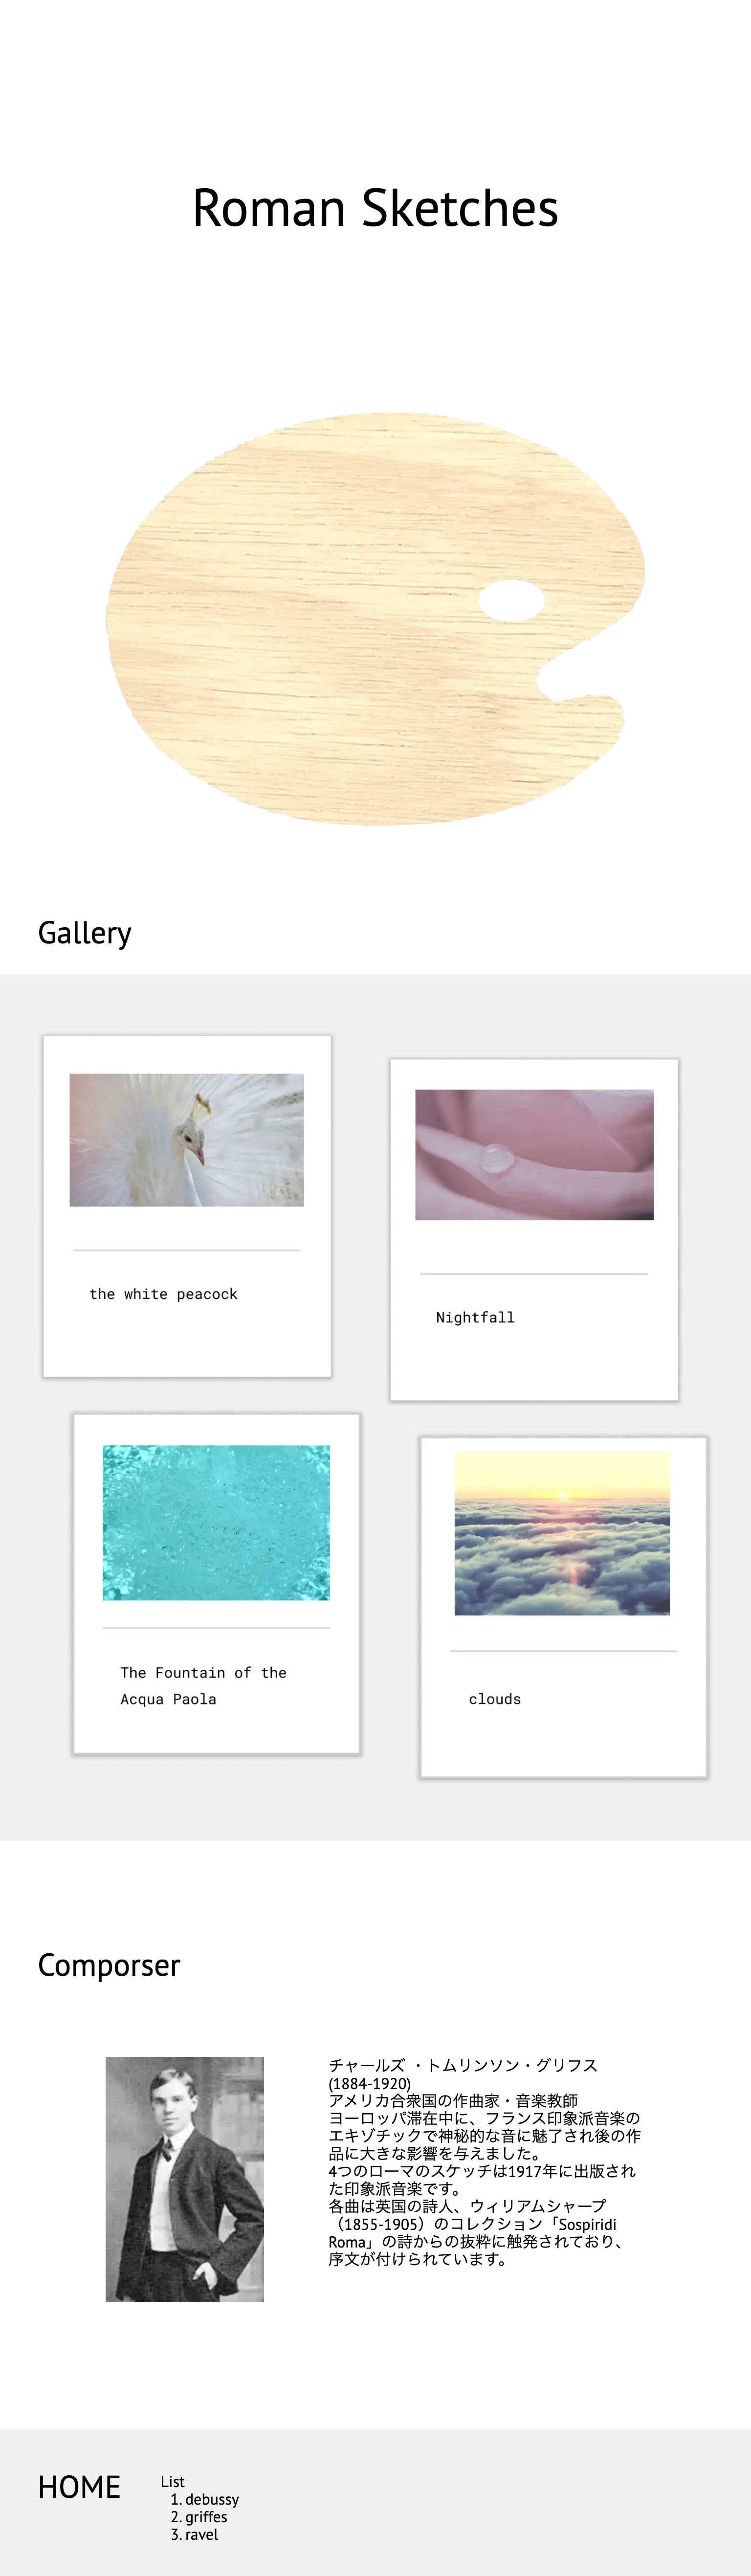 Roman Sketches
Gallery
the white peacock
Nightfall
The Fountain of the
Acqua Paola
clouds
Comporser
チャールズ ・トムリンソン・グリフス
(1884-1920)
アメリカ合衆国の作曲家・音楽教師
ヨーロッパ滞在中に、フランス印象派音楽の
エキゾチックで神秘的な音に魅了され後の作
品に大きな影響を与えました。
4つのローマのスケッチは1917年に出版され
た印象派音楽です。
各曲は英国の詩人、ウィリアムシャープ
（1855-1905）のコレクション「Sospiridi
Roma」の詩からの抜粋に触発されており、
序文が付けられています。
HOME
List
1. debussy
2. griffes
3. ravel